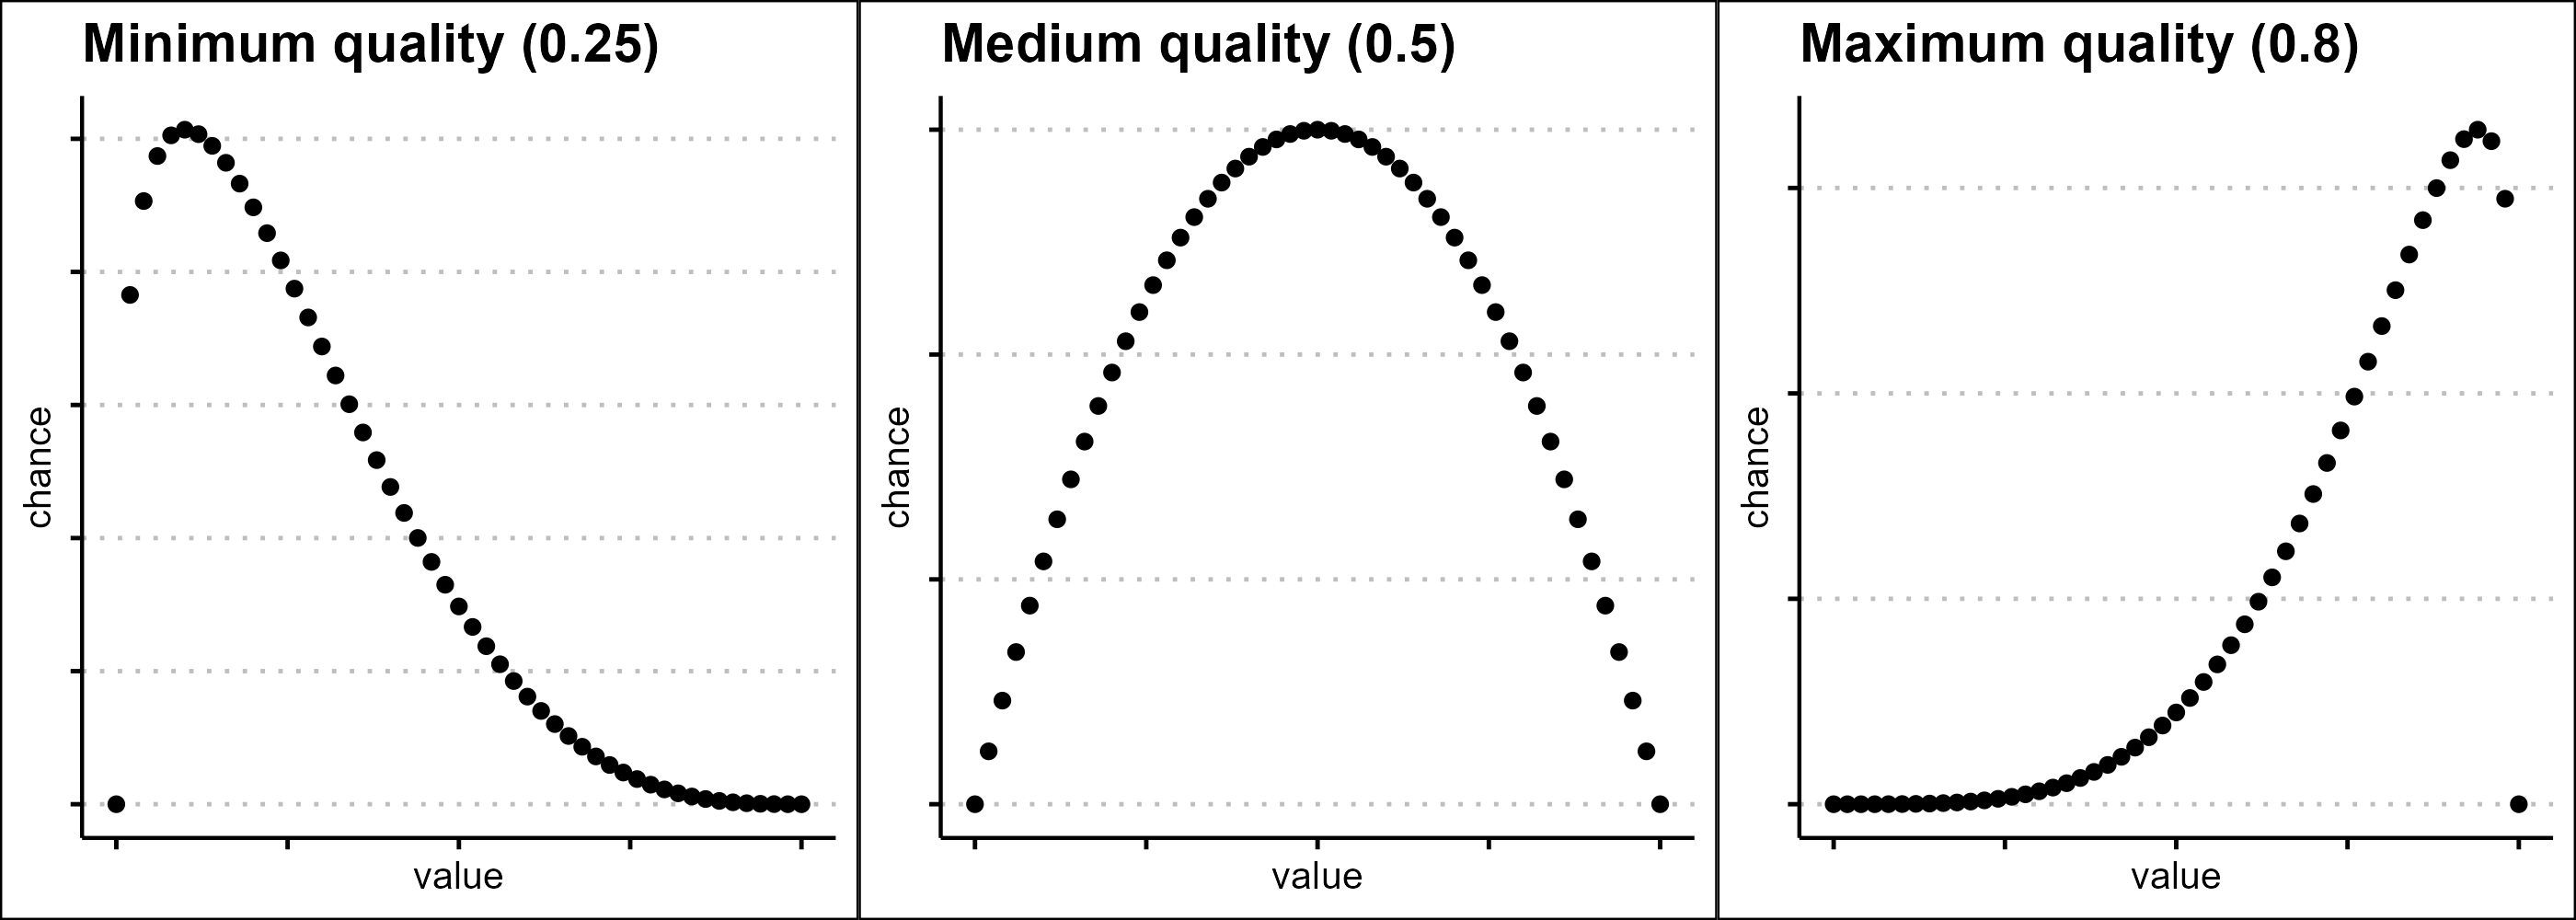 Minimum quality (0.25)
chance
value
Medium quality (0.5)
chance
value
Maximum quality (0.8)
chance
value